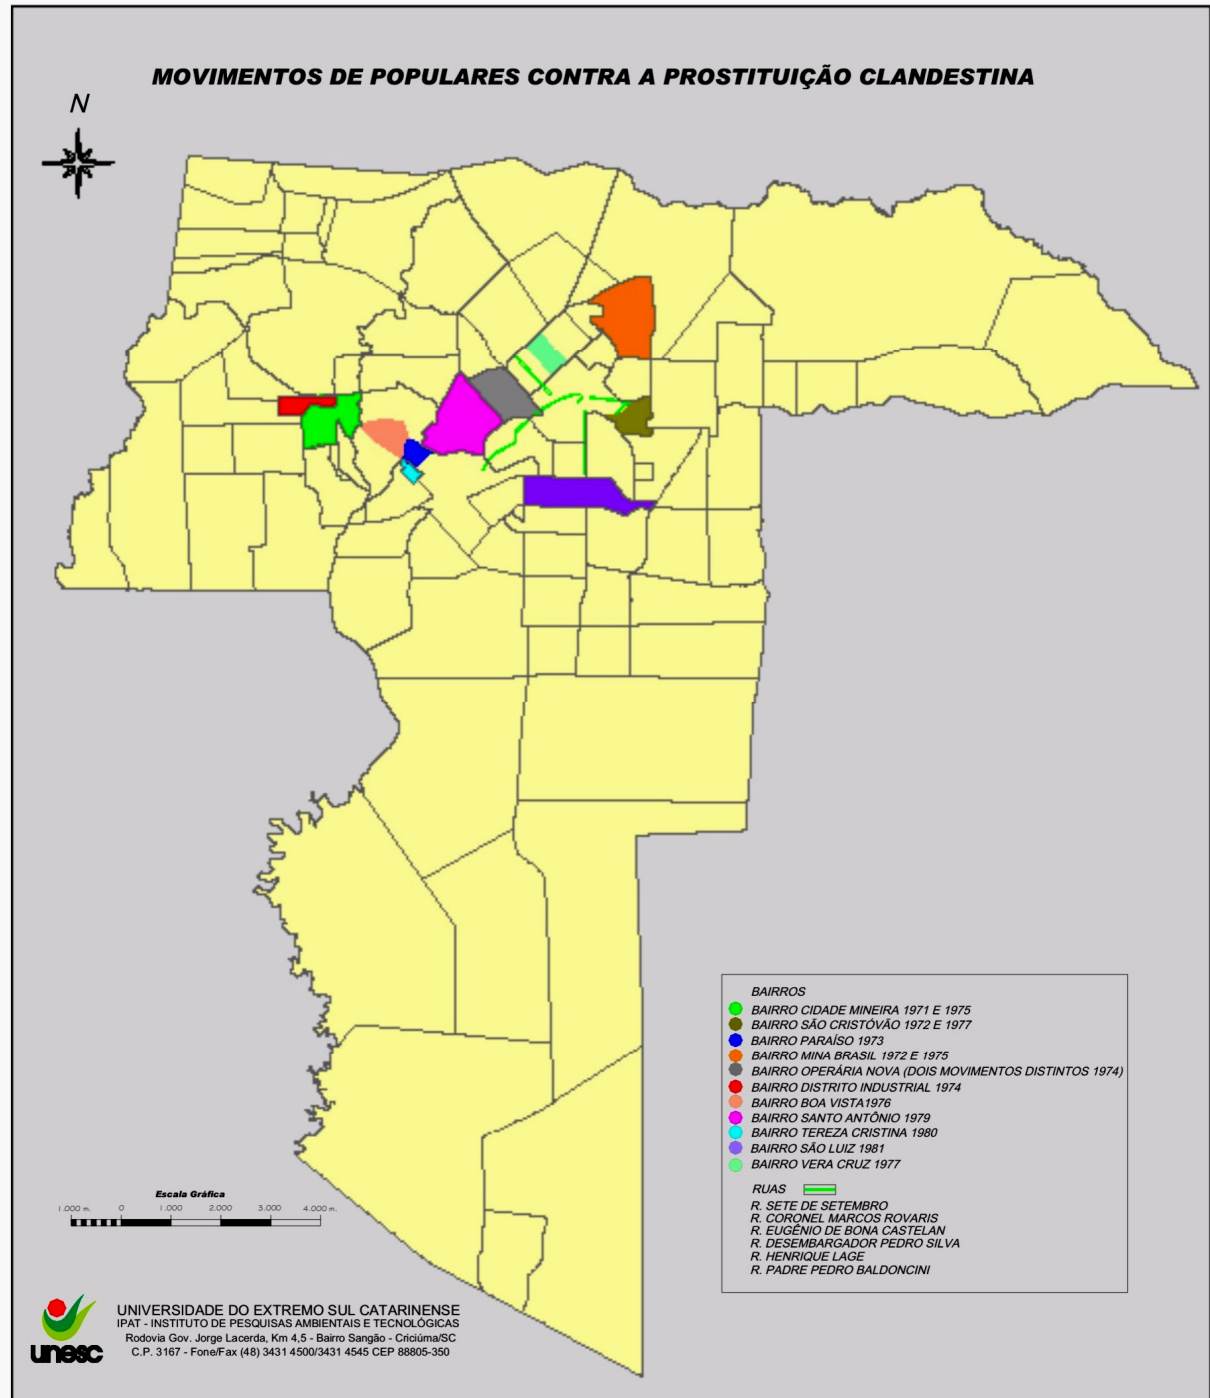 MOVIMENTOS DE POPULARES CONTRA A PROSTITUIÇÃO CLANDESTINA
N
BAIRROS
BAIRRO CIDADE MINEIRA 1971 E 1975
BAIRRO SÃO CRISTÓVÃO 1972 E 1977
BAIRRO PARAÍSO 1973
BAIRRO MINA BRASIL 1972 E 1975
BAIRRO OPERÁRIA NOVA (DOIS MOVIMENTOS DISTINTOS 1974)
BAIRRO DISTRITO INDUSTRIAL 1974
BAIRRO BOA VISTA1976
BAIRRO SANTO ANTÔNIO 1979
BAIRRO TEREZA CRISTINA 1980
BAIRRO SÃO LUIZ 1981
BAIRRO VERA CRUZ 1977
RUAS
R. SETE DE SETEMBRO
R. CORONEL MARCOS ROVARIS
R. EUGÊNIO DE BONA CASTELAN
R. DESEMBARGADOR PEDRO SILVA
R. HENRIQUE LAGE
R. PADRE PEDRO BALDONCINI
Escala Gráfica
1.000 m. 0 1.000 2.000 3.000 4.000 m.
unesc
UNIVERSIDADE DO EXTREMO SUL CATARINENSE
IPAT - INSTITUTO DE PESQUISAS AMBIENTAIS E TECNOLÓGICAS
Rodovia Gov. Jorge Lacerda, Km 4,5 - Bairro Sangão - Criciúma/SC
C.P. 3167 - Fone/Fax (48) 3431 4500/3431 4545 CEP 88805-350